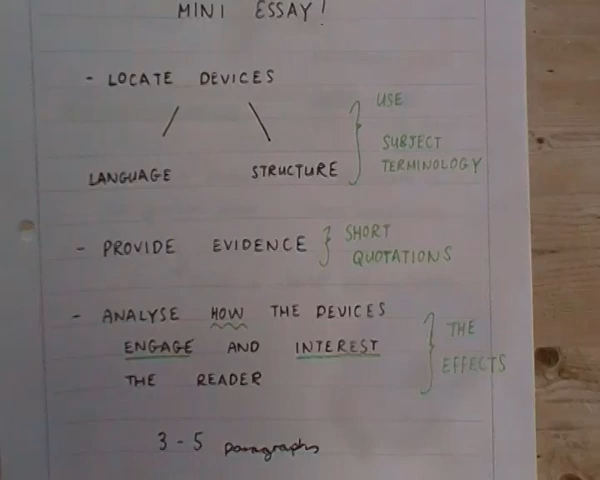 MINI ESSAY!
- LOCATE DEVICES
LANGUAGE STRUCTURE
USE
SUBJECT
TERMINOLOGY
- PROVIDE EVIDENCE
SHORT
QUOTATIONS
- ANALYSE HOW THE DEVICES
ENGAGE AND INTEREST
THE READER
THE
EFFECTS
3 - 5 paragraphs